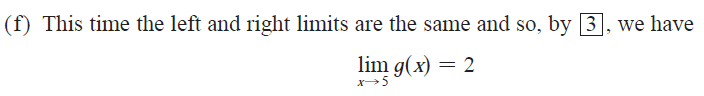 (f) This time the left and right limits are the same and so, by 3, we have
lim g(x) = 2
x→5